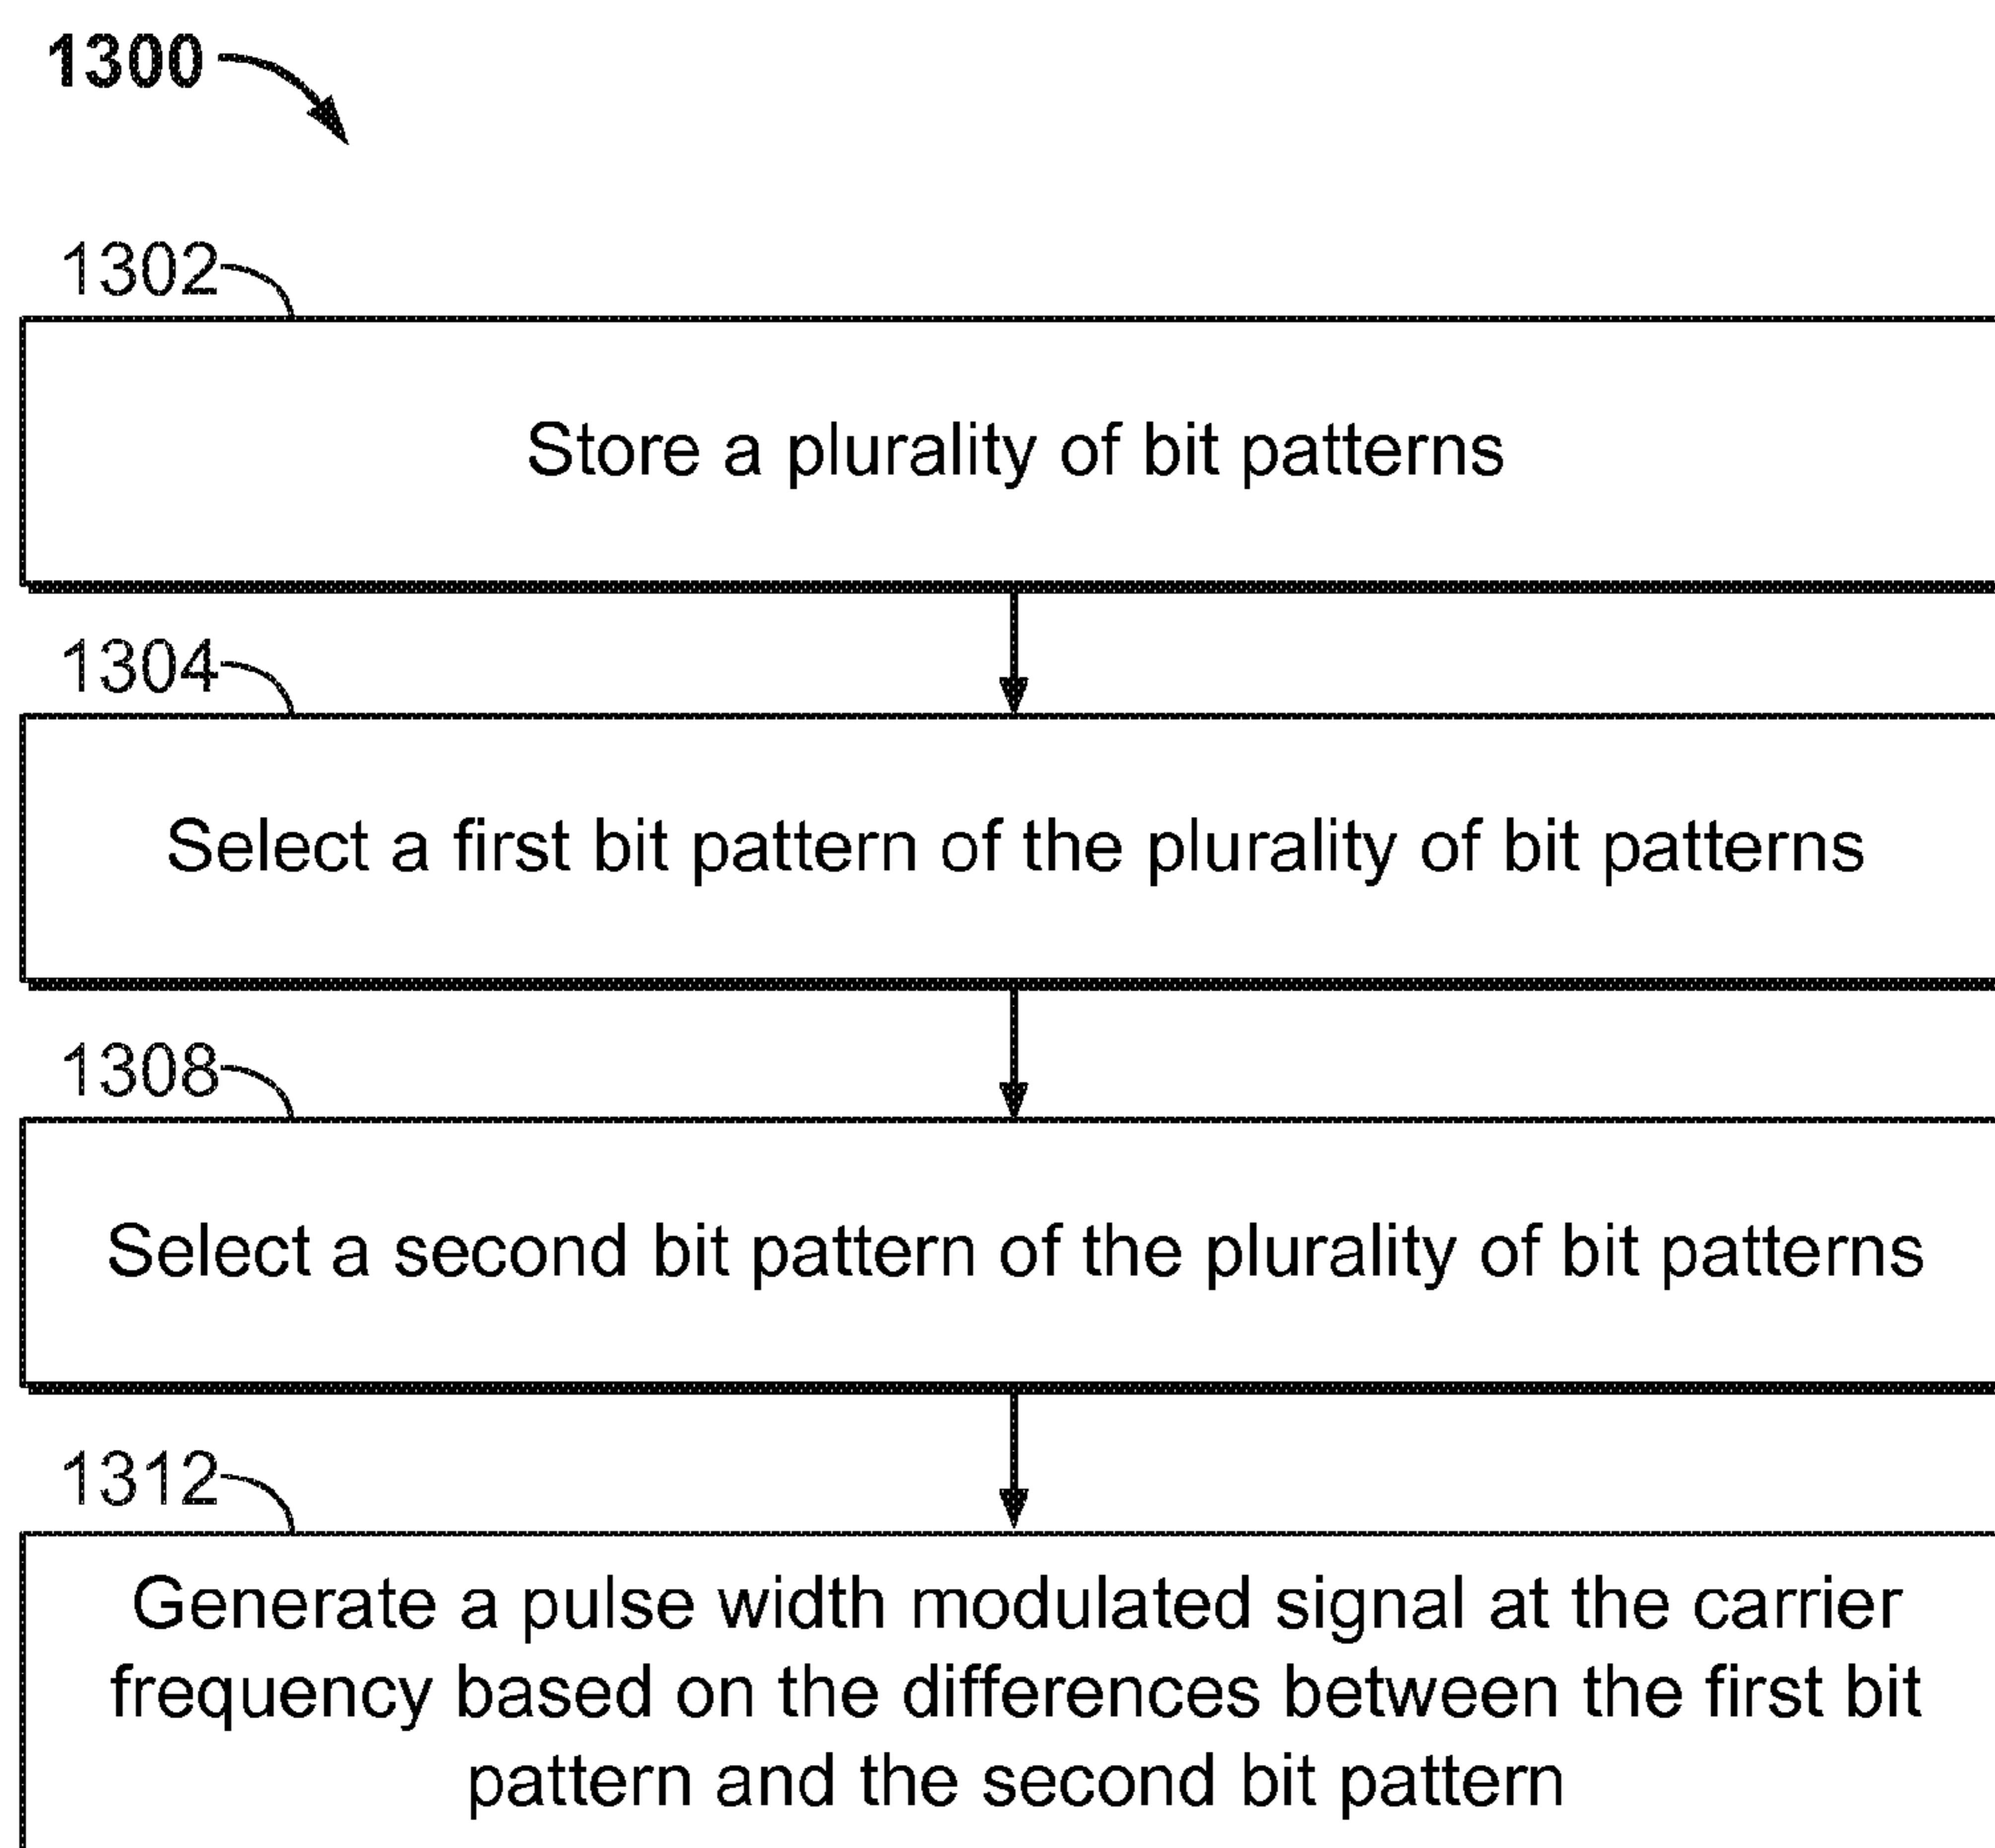 1300
1302
Store a plurality of bit patterns
1304
Select a first bit pattern of the plurality of bit patterns
1308
Select a second bit pattern of the plurality of bit patterns
1312
Generate a pulse width modulated signal at the carrier
frequency based on the differences between the first bit
pattern and the second bit pattern